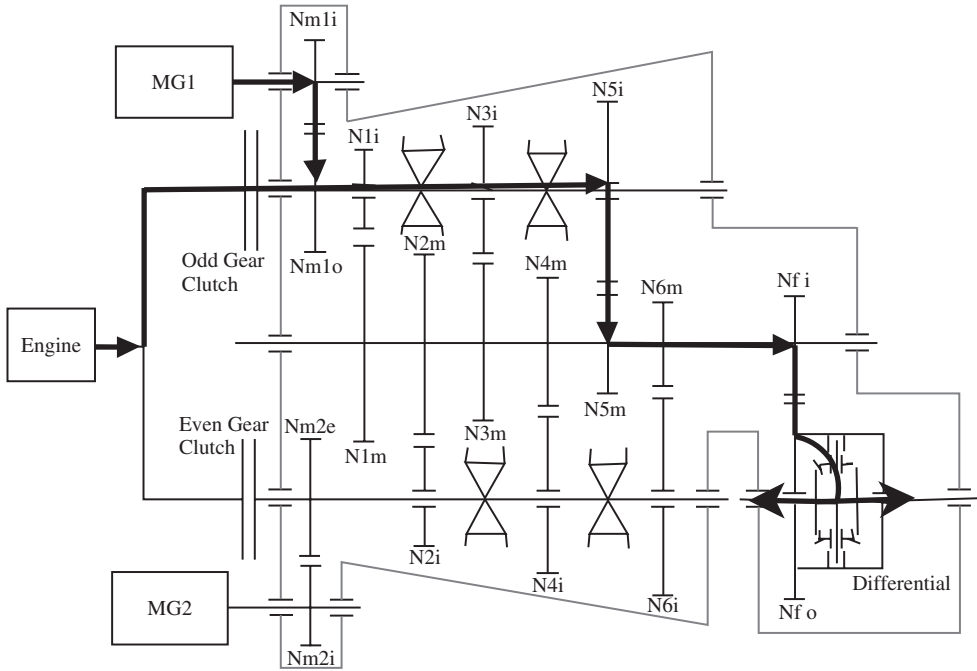 Nm1i
MG1
N5i
N3i
N1i
N2m
Odd Gear
Clutch
Nm1o
N4m
N6m
Nf i
Engine
Even Gear
Clutch
Nm2e
N1m
N3m
N5m
N2i
N4i
N6i
Differential
Nf o
MG2
Nm2i